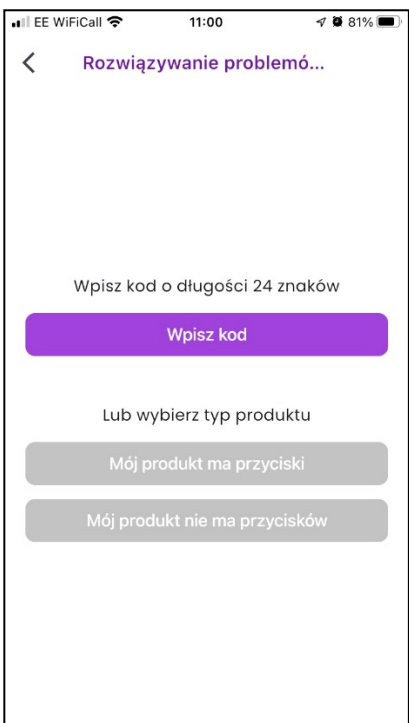 EE WiFiCall 11:00 81%
Rozwiązywanie problemó...
Wpisz kod o długości 24 znaków
Wpisz kod
Lub wybierz typ produktu
Mój produkt ma przyciski
Mój produkt nie ma przycisków